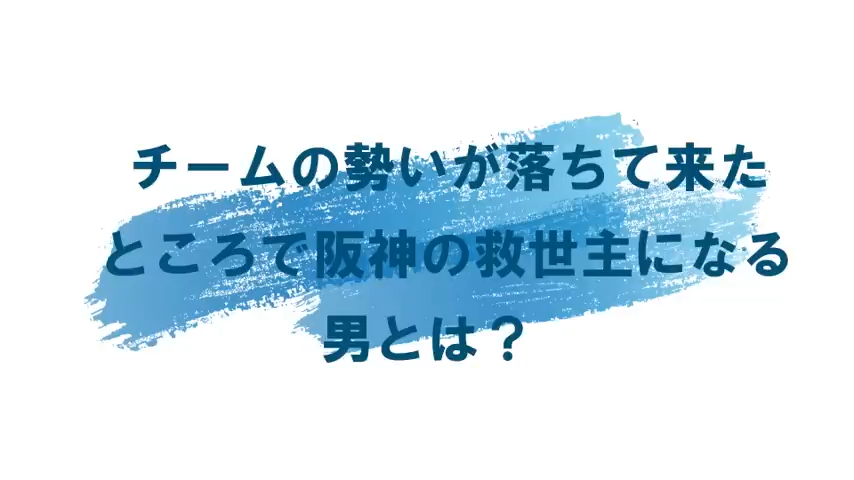 チームの勢いが落ちて来た
ところで阪神の救世主になる
男とは？